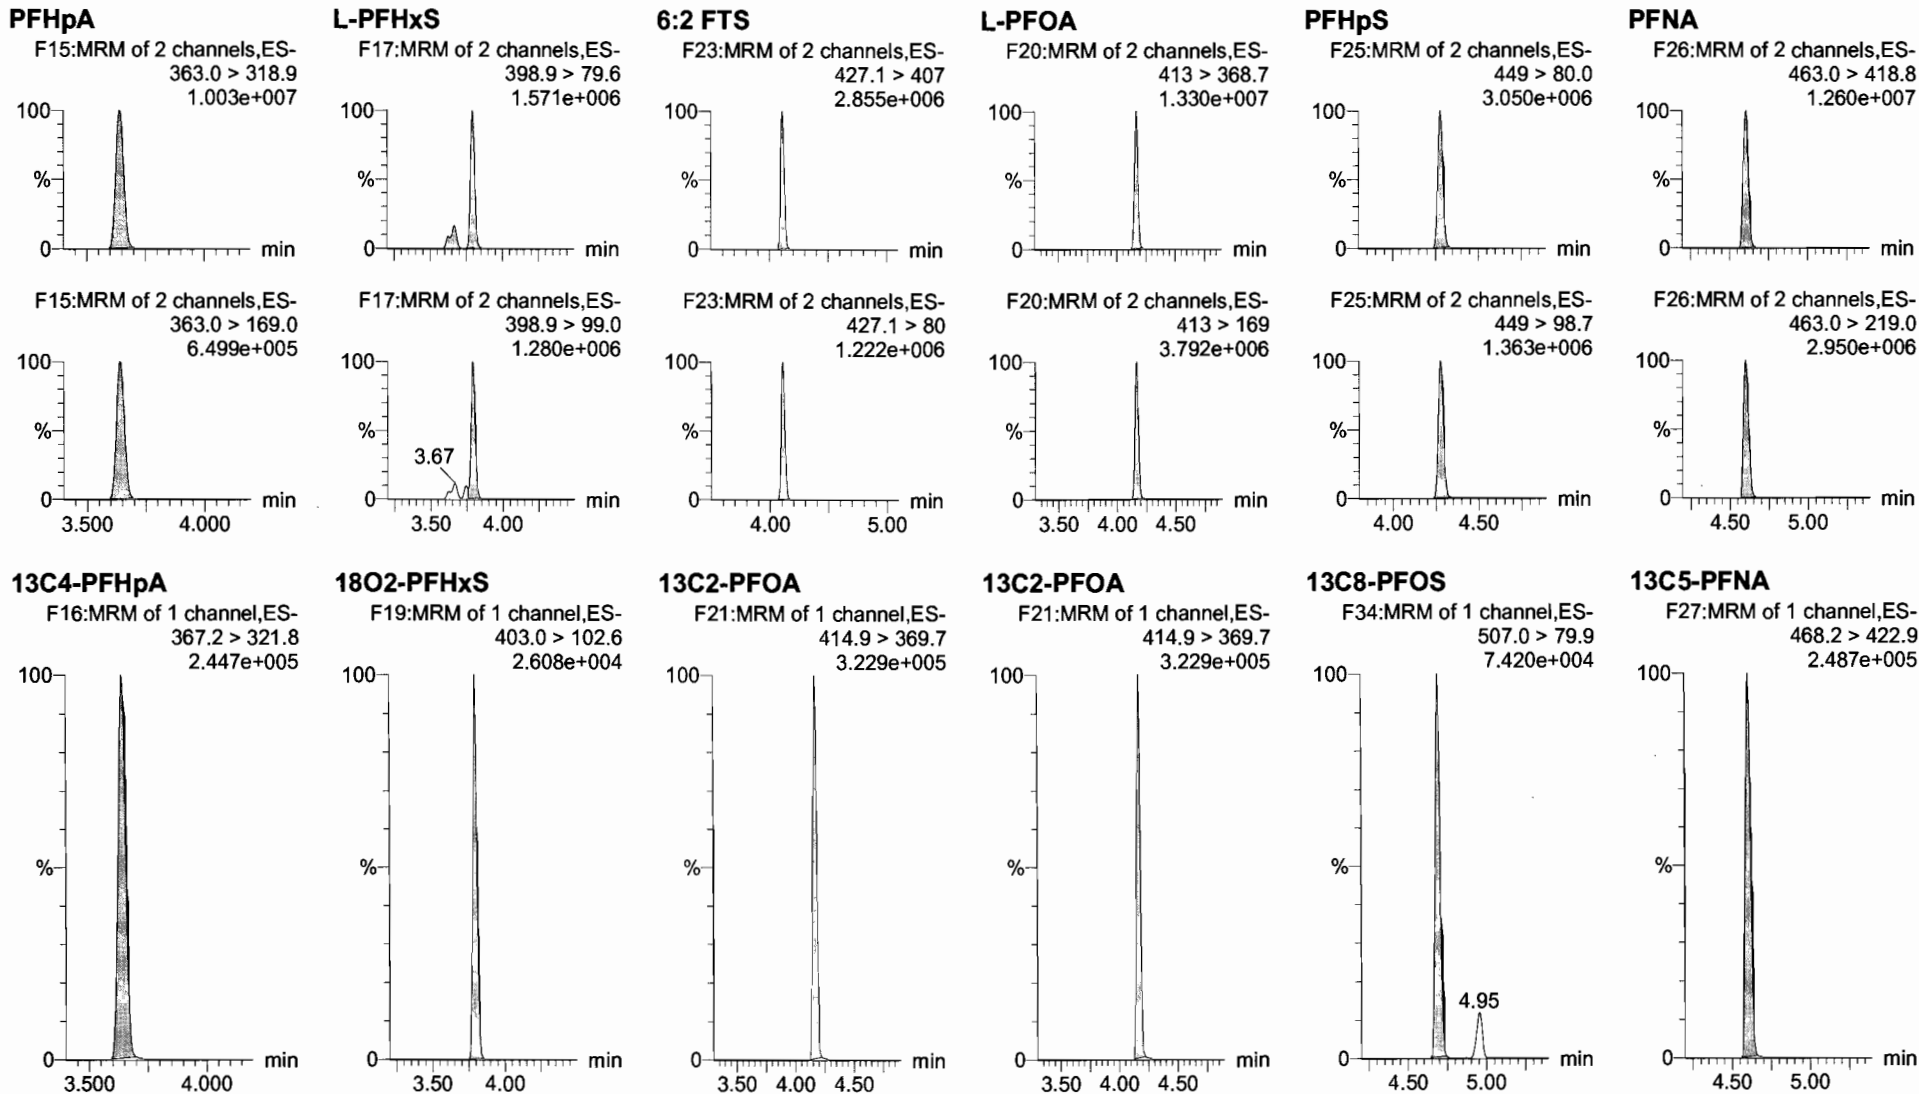 PFHpA
F15:MRM of 2 channels,ES-
363.0 > 318.9
1.003e+007
100
%
0
min
F15:MRM of 2 channels,ES-
363.0 > 169.0
6.499e+005
100
%
0
min
3.500 4.000
L-PFHxS
F17:MRM of 2 channels,ES-
398.9 > 79.6
1.571e+006
100
%
0
min
F17:MRM of 2 channels,ES-
398.9 > 99.0
1.280e+006
100
%
3.67
0
min
3.50 4.00
6:2 FTS
F23:MRM of 2 channels,ES-
427.1 > 407
2.855e+006
100
%
0
min
F23:MRM of 2 channels,ES-
427.1 > 80
1.222e+006
100
%
0
min
4.00 5.00
L-PFOA
F20:MRM of 2 channels,ES-
413 > 368.7
1.330e+007
100
%
0
min
F20:MRM of 2 channels,ES-
413 > 169
3.792e+006
100
%
0
min
3.50 4.00 4.50
PFHpS
F25:MRM of 2 channels,ES-
449 > 80.0
3.050e+006
100
%
0
min
F25:MRM of 2 channels,ES-
449 > 98.7
1.363e+006
100
%
0
min
4.00 4.50
PFNA
F26:MRM of 2 channels,ES-
463.0 > 418.8
1.260e+007
100
%
0
min
F26:MRM of 2 channels,ES-
463.0 > 219.0
2.950e+006
100
%
0
min
4.50 5.00
13C4-PFHpA
F16:MRM of 1 channel,ES-
367.2 > 321.8
2.447e+005
100
%
0
min
3.500 4.000
18O2-PFHxS
F19:MRM of 1 channel,ES-
403.0 > 102.6
2.608e+004
100
%
0
min
3.50 4.00
13C2-PFOA
F21:MRM of 1 channel,ES-
414.9 > 369.7
3.229e+005
100
%
0
min
3.50 4.00 4.50
13C2-PFOA
F21:MRM of 1 channel,ES-
414.9 > 369.7
3.229e+005
100
%
0
min
3.50 4.00 4.50
13C8-PFOS
F34:MRM of 1 channel,ES-
507.0 > 79.9
7.420e+004
100
%
4.95
0
min
4.50 5.00
13C5-PFNA
F27:MRM of 1 channel,ES-
468.2 > 422.9
2.487e+005
100
%
0
min
4.50 5.00